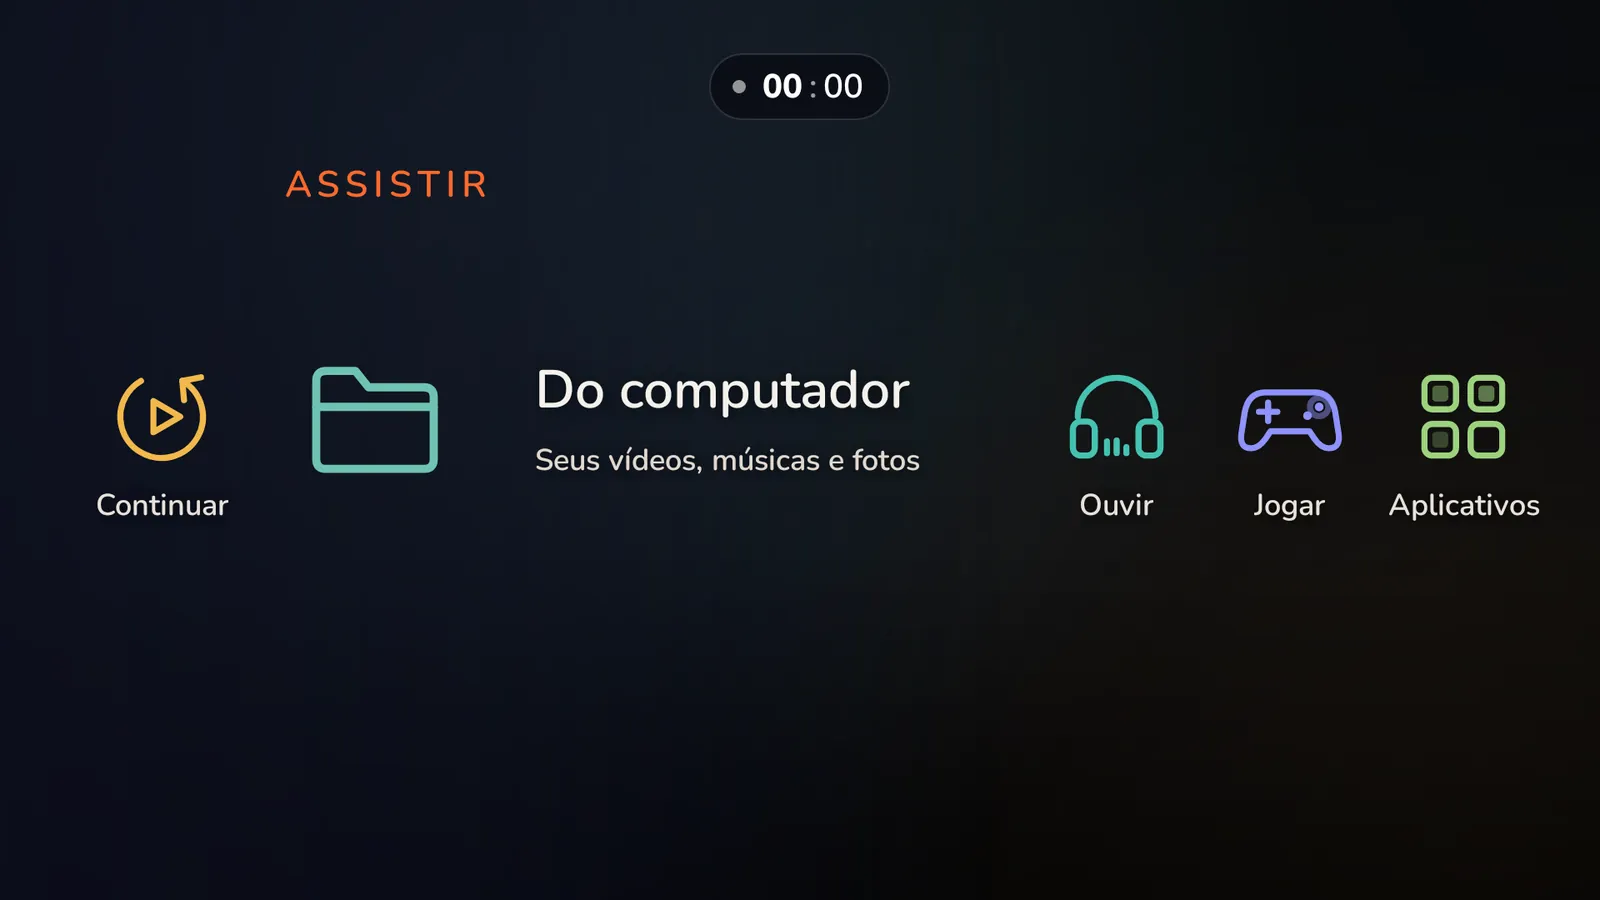 00:00
ASSISTIR
Do computador
Seus vídeos, músicas e fotos
Continuar
Ouvir
Jogar
Aplicativos